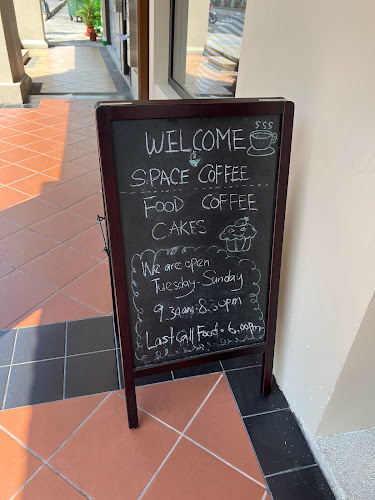 WELCOME
SPACE COFFEE
FOOD COFFEE
CAKES
We are open
Tuesday - Sunday
9.30AM-8.30pm
Last Call Food = 6.00pm